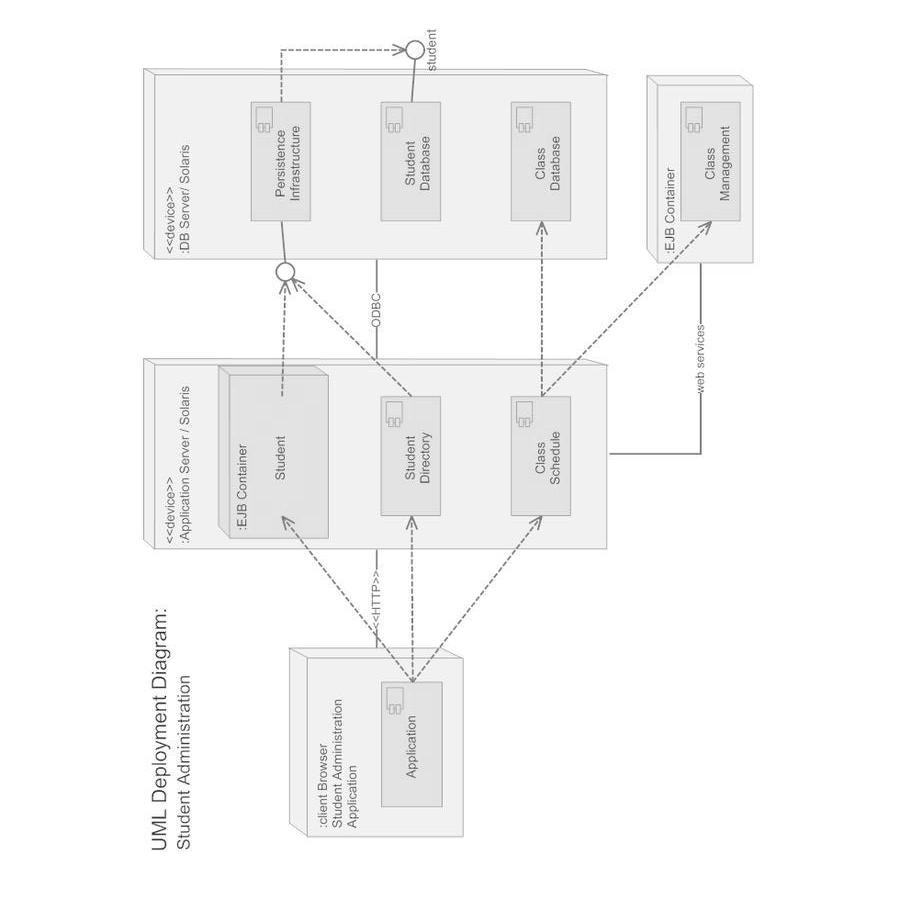 UML Deployment Diagram:
Student Administration
:client Browser
Student Administration
Application
Application
<<HTTP>>
<<device>>
:Application Server / Solaris
:EJB Container
Student
Student
Directory
Class
Schedule
ODBC
web services
<<device>>
:DB Server/ Solaris
Persistence
Infrastructure
Student
Database
Class
Database
student
:EJB Container
Class
Management